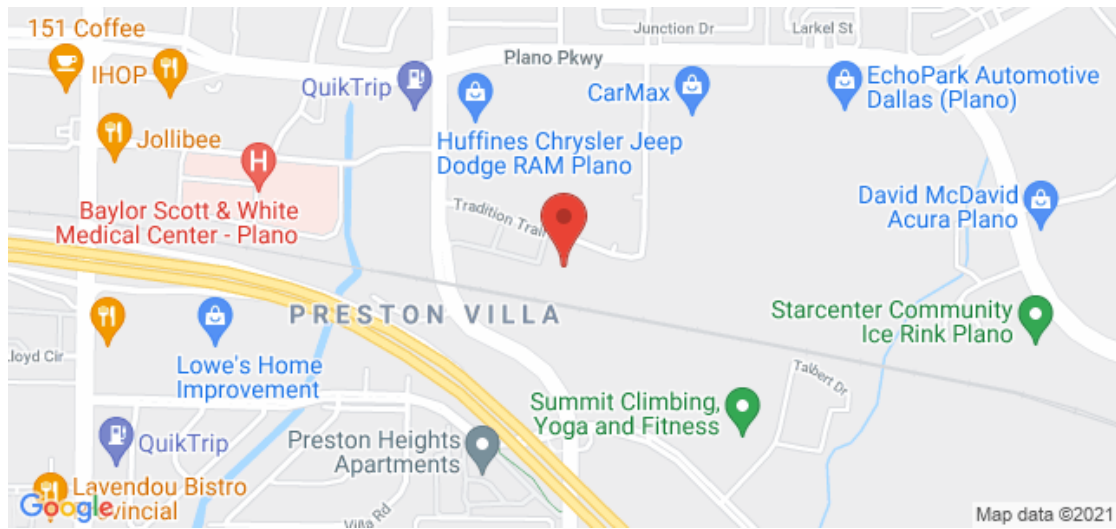 Junction Dr
Larkel St
151 Coffee
Plano Pkwy
IHOP
QuikTrip
CarMax
EchoPark Automotive
Dallas (Plano)
Jollibee
H
Huffines Chrysler Jeep
Dodge RAM Plano
Baylor Scott & White
Medical Center - Plano
Tradition Trail
David McDavid
Acura Plano
PRESTON VILLA
Starcenter Community
Ice Rink Plano
Lloyd Cir
Lowe's Home
Improvement
Talbert Dr
Summit Climbing,
Yoga and Fitness
QuikTrip
Preston Heights
Apartments
Lavendou Bistro
Provincial
Google
Villa Rd
Map data ©2021